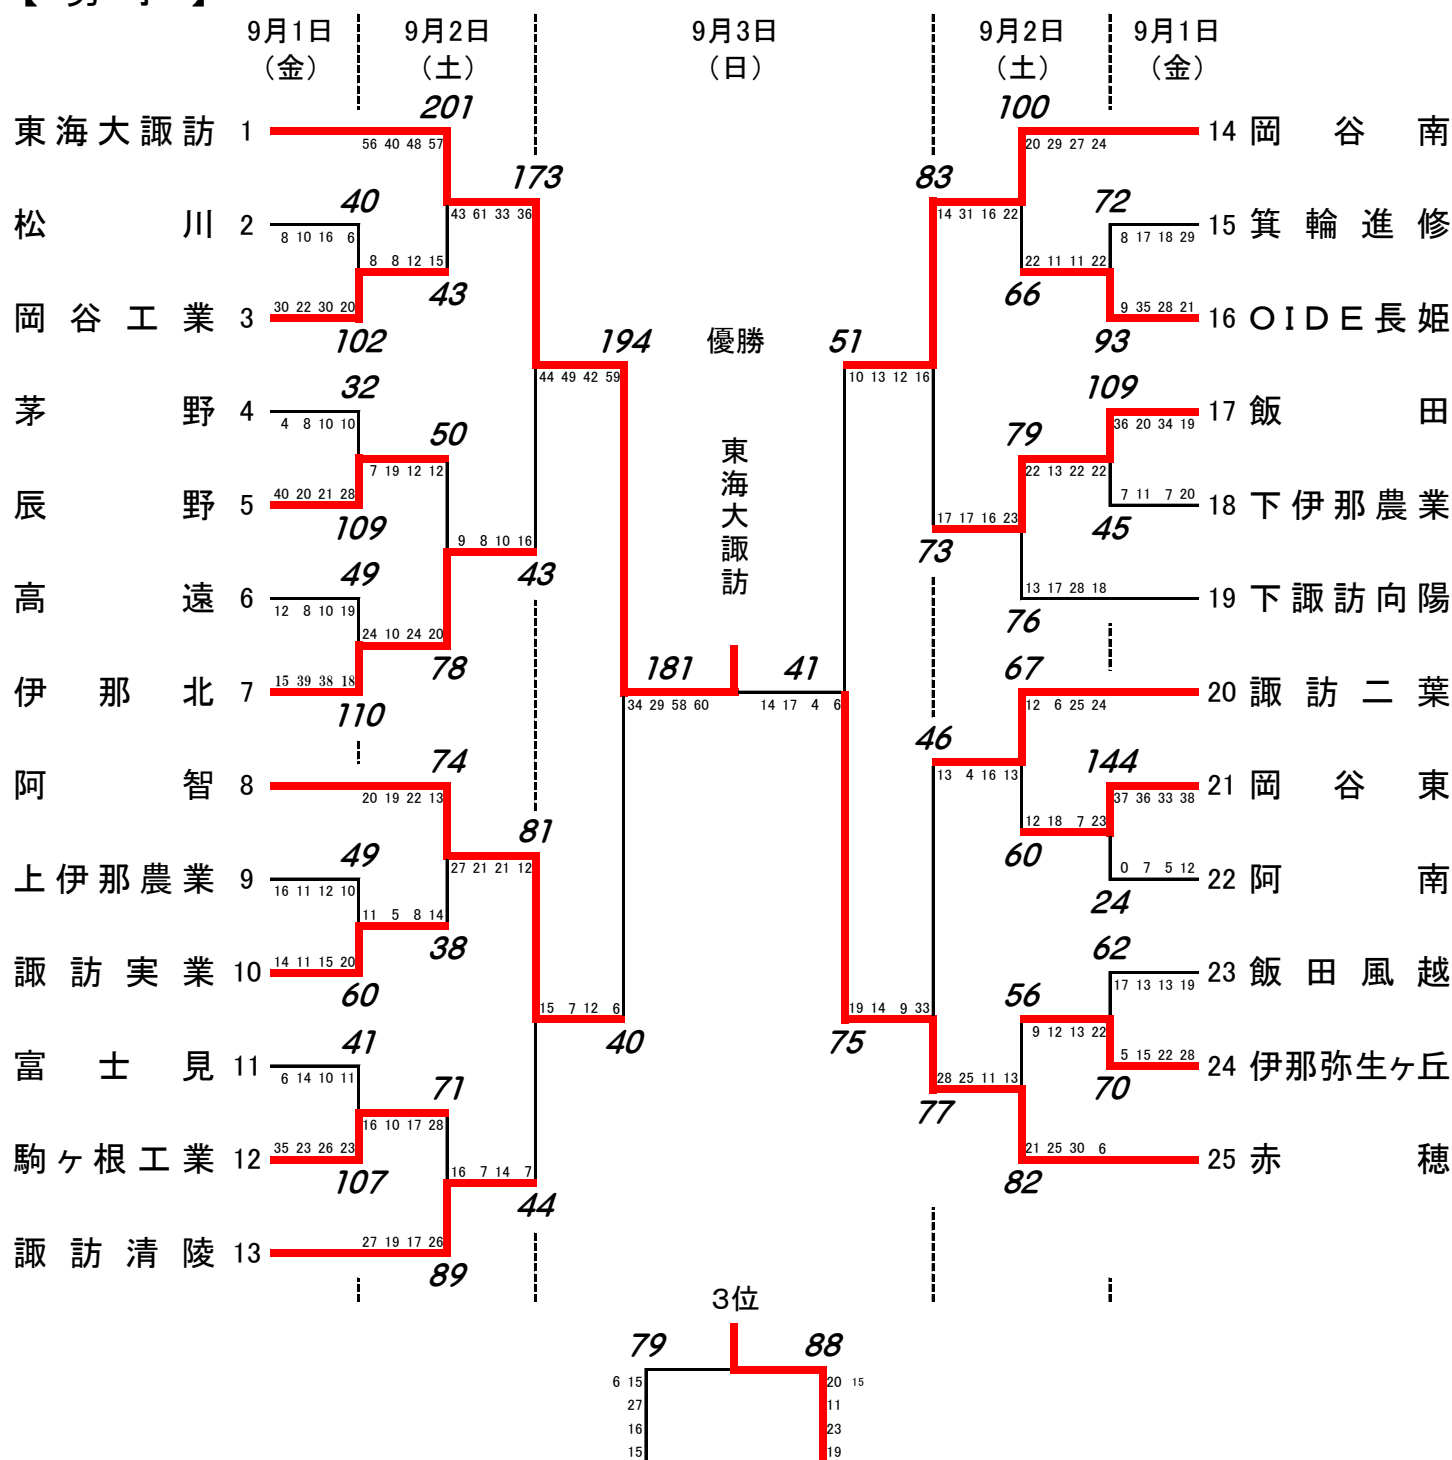 9月1日 9月2日 9月3日 9月2日 9月1日
(金) (土) (日) (土) (金)
201 100
東海大諏訪 1 14 岡谷南
56 40 48 57 20 29 27 24
173 83
40 72
松川 2 43 61 33 36 14 31 16 22 15 箕輪進修
8 10 16 6 8 17 18 29
8 8 12 15 22 11 11 22
43 66
30 22 30 20 9 35 28 21
岡谷工業 3 16 OIDE長姫
102 194 優勝 51 93
44 49 42 59 10 13 12 16
32 109
茅野 4 17 飯田
4 8 10 10 36 20 34 19
50 79
7 19 12 12 22 13 22 22
40 20 21 28 7 11 7 20
辰野 5 18 下伊那農業
109 45
東海大諏訪
17 17 16 23
9 8 10 16 73
43
49
高遠 6 13 17 28 18 19 下諏訪向陽
12 8 10 19 76
24 10 24 20
78 181 41 67
15 39 38 18
伊那北 7 20 諏訪二葉
110 34 29 58 60 14 17 4 6 12 6 25 24
46
74 144
阿智 8 13 4 16 13 21 岡谷東
20 19 22 13 37 36 33 38
81 12 18 7 23
49 60
上伊那農業 9 27 21 21 12 0 7 5 12 22 阿南
16 11 12 10 24
11 5 8 14
38 62
14 11 15 20
諏訪実業 10 23 飯田風越
60 17 13 13 19
56
15 7 12 6 19 14 9 33
41 40 75 9 12 13 22
富士見 11 5 15 22 28 24 伊那弥生ヶ丘
6 14 10 11 70
71 28 25 11 13
77
16 10 17 28
35 23 26 23 21 25 30 6
駒ヶ根工業 12 25 赤穂
107 16 7 14 7 82
44
27 19 17 26
諏訪清陵 13
89
3位
79 88
6 15 20 15
27 11
16 23
15 19